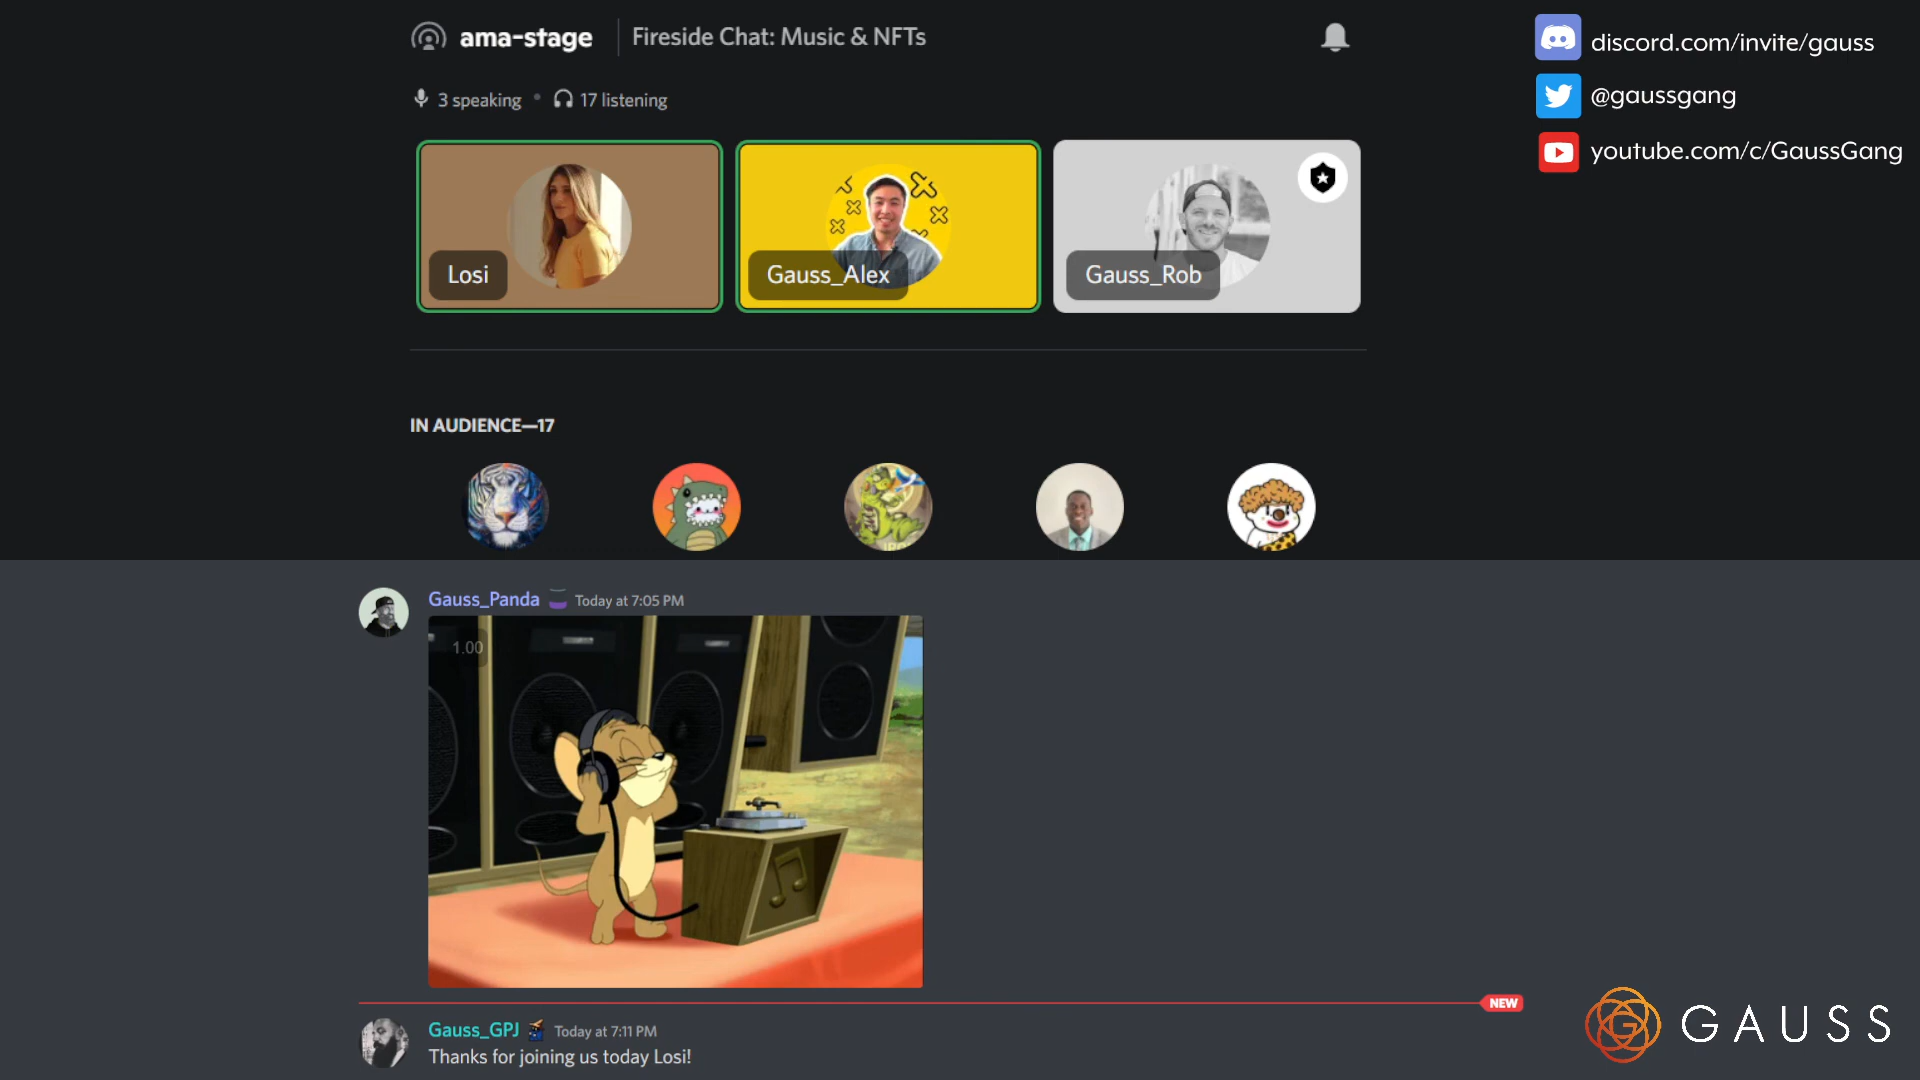 ama-stage
Fireside Chat: Music & NFTs
discord.com/invite/gauss
@gaussgang
youtube.com/c/GaussGang
3 speaking • 17 listening
Losi
Gauss_Alex
Gauss_Rob
IN AUDIENCE—17
Gauss_Panda Today at 7:05 PM
1.00
NEW
Gauss_GPJ Today at 7:11 PM
Thanks for joining us today Losi!
G GAUSS